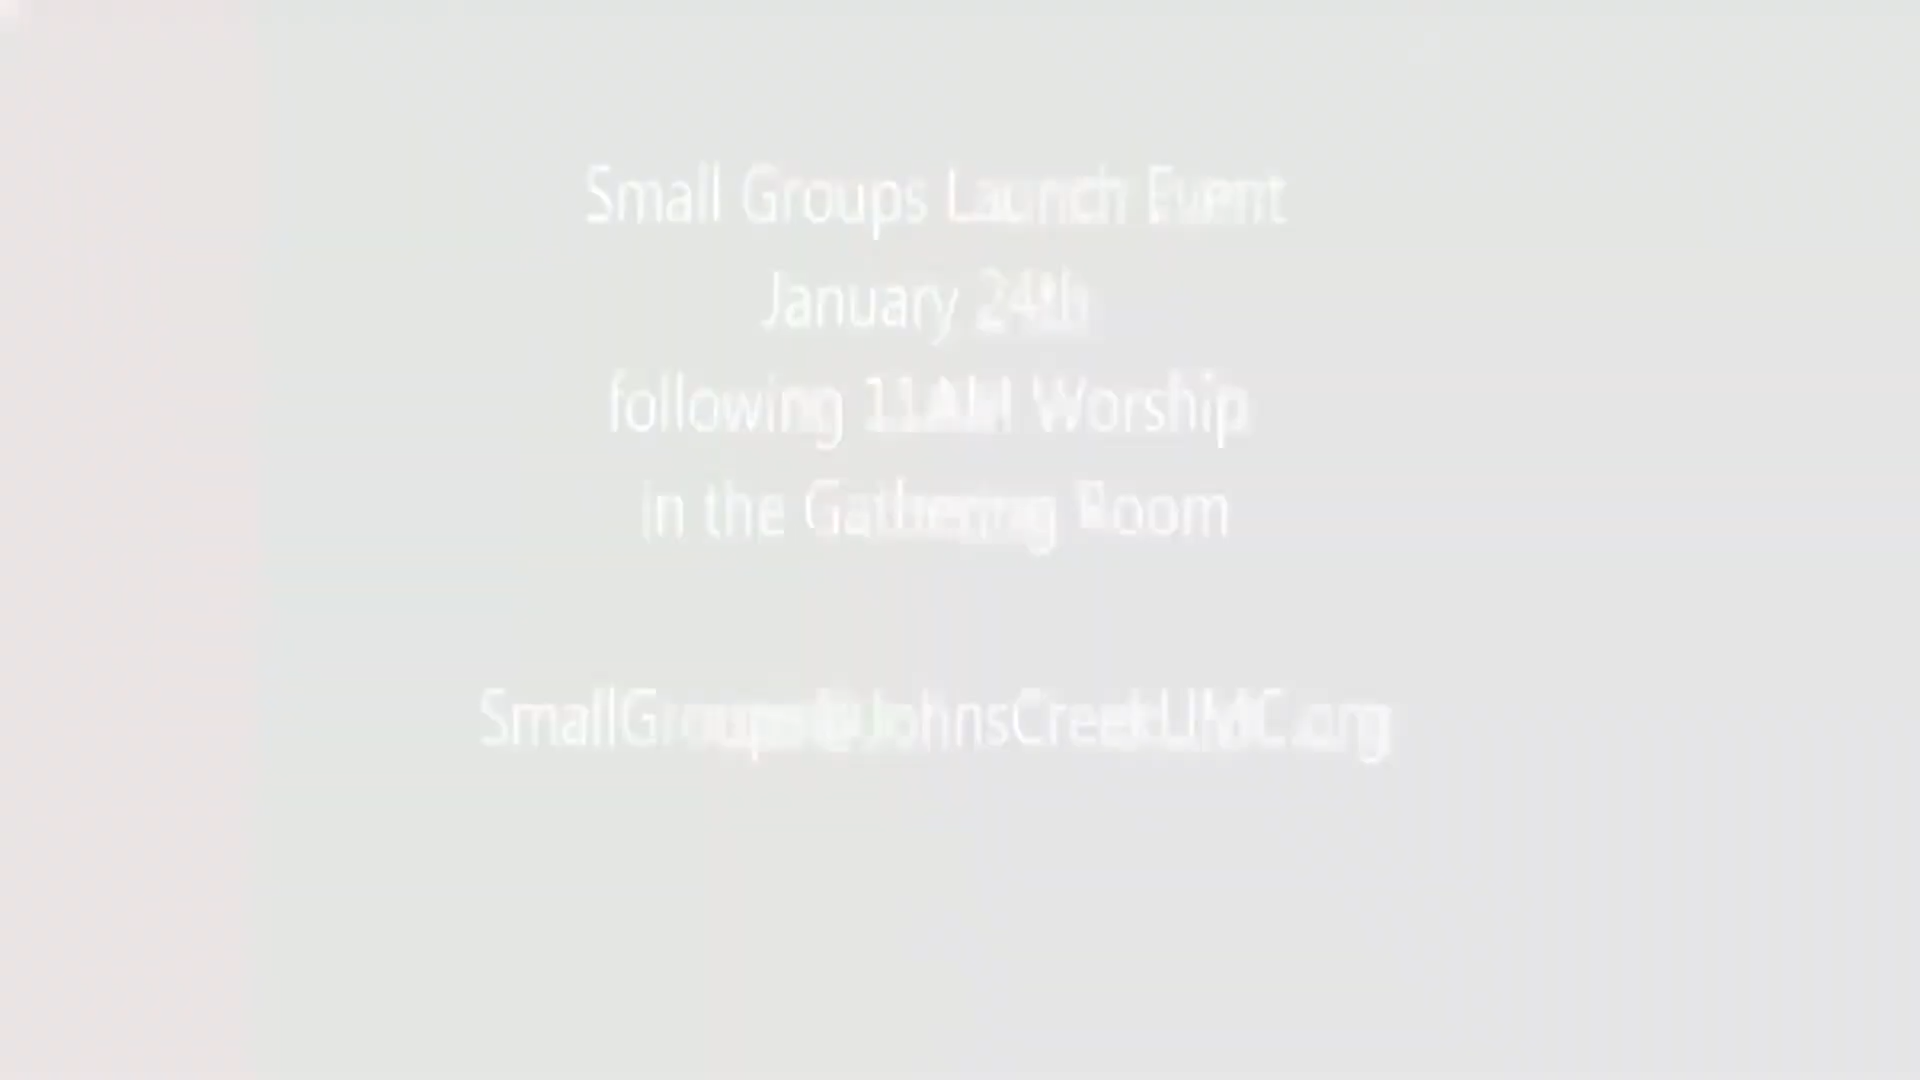 Small Groups Launch Event
January 24th
following 11AM Worship
in the Gathering Room
SmallGroups@JohnsCreekUMC.org